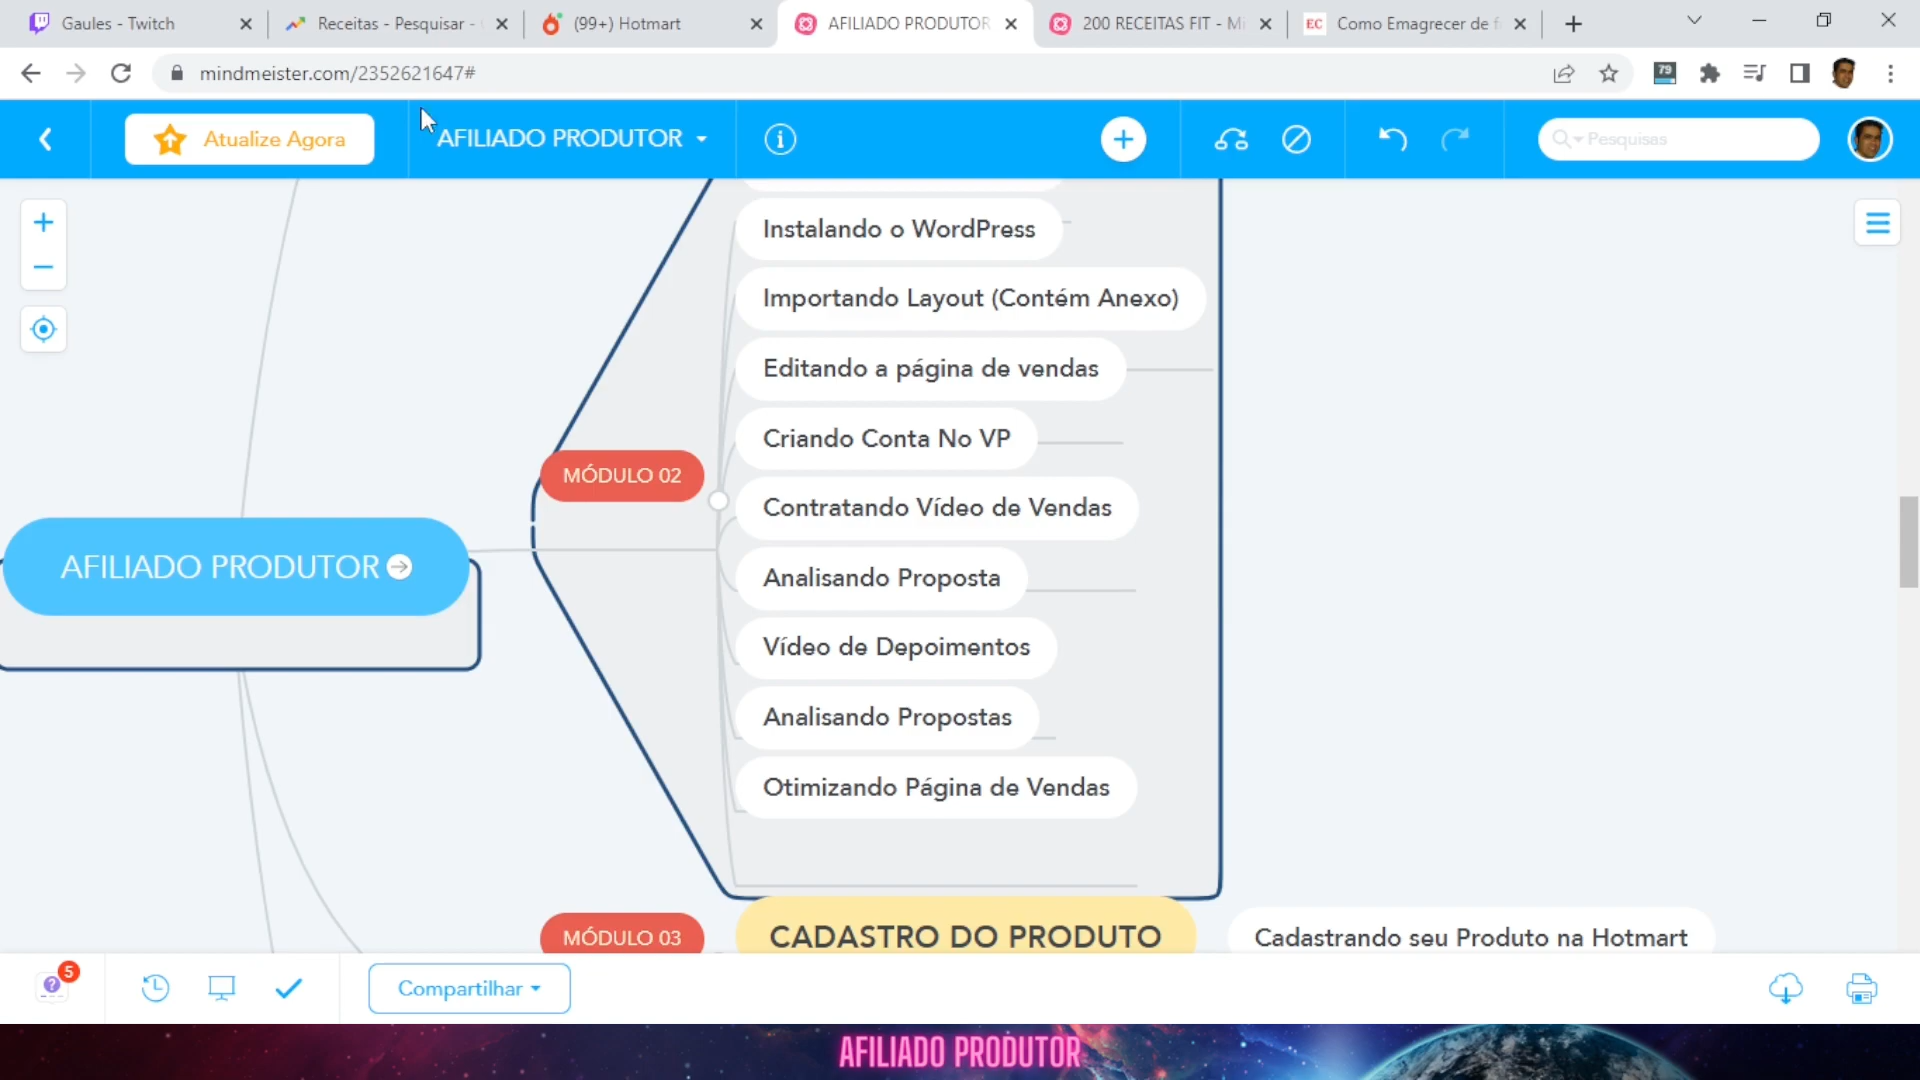 Gaules - Twitch
Receitas - Pesquisar -
(99+) Hotmart
AFILIADO PRODUTOR
200 RECEITAS FIT - Mi
EC
Como Emagrecer de f
mindmeister.com/2352621647#
79
Atualize Agora
AFILIADO PRODUTOR
Pesquisas
Instalando o WordPress
Importando Layout (Contém Anexo)
Editando a página de vendas
Criando Conta No VP
MÓDULO 02
Contratando Vídeo de Vendas
AFILIADO PRODUTOR
Analisando Proposta
Vídeo de Depoimentos
Analisando Propostas
Otimizando Página de Vendas
MÓDULO 03
CADASTRO DO PRODUTO
Cadastrando seu Produto na Hotmart
5
Compartilhar
AFILIADO PRODUTOR